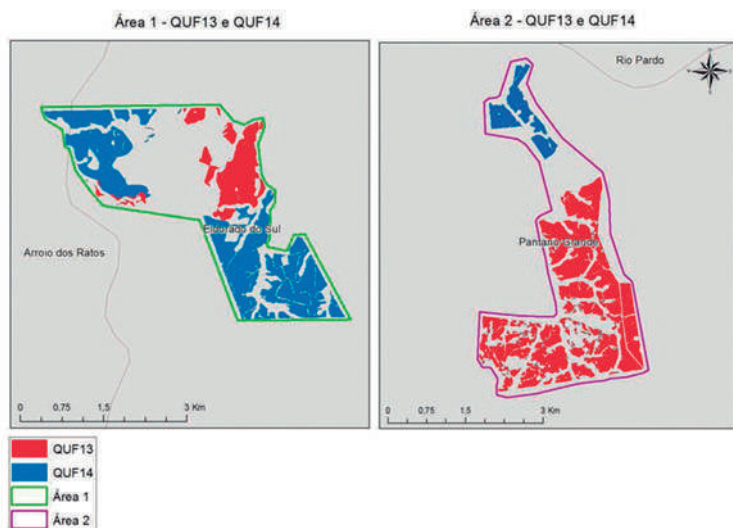 Área 1 - QUF13 e QUF14
Área 2 - QUF13 e QUF14
Rio Pardo
Eldorado do Sul
Arroio dos Ratos
Pantano Grande
0 0,75 1,5 3 Km
0 0,75 1,5 3 Km
QUF13
QUF14
Área 1
Área 2